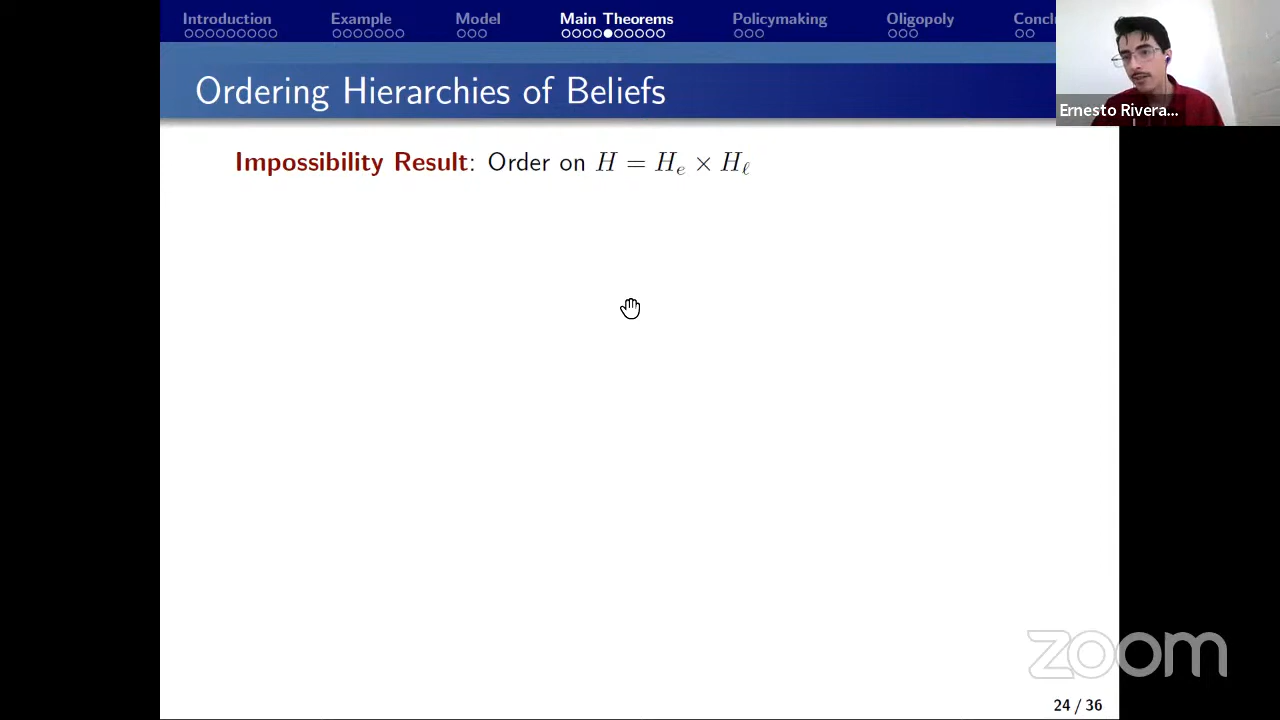 Introduction Example Model Main Theorems Policymaking Oligopoly Conclu
Ordering Hierarchies of Beliefs
Ernesto Rivera...
Impossibility Result: Order on H = H_e × H_ℓ
zoom
24 / 36